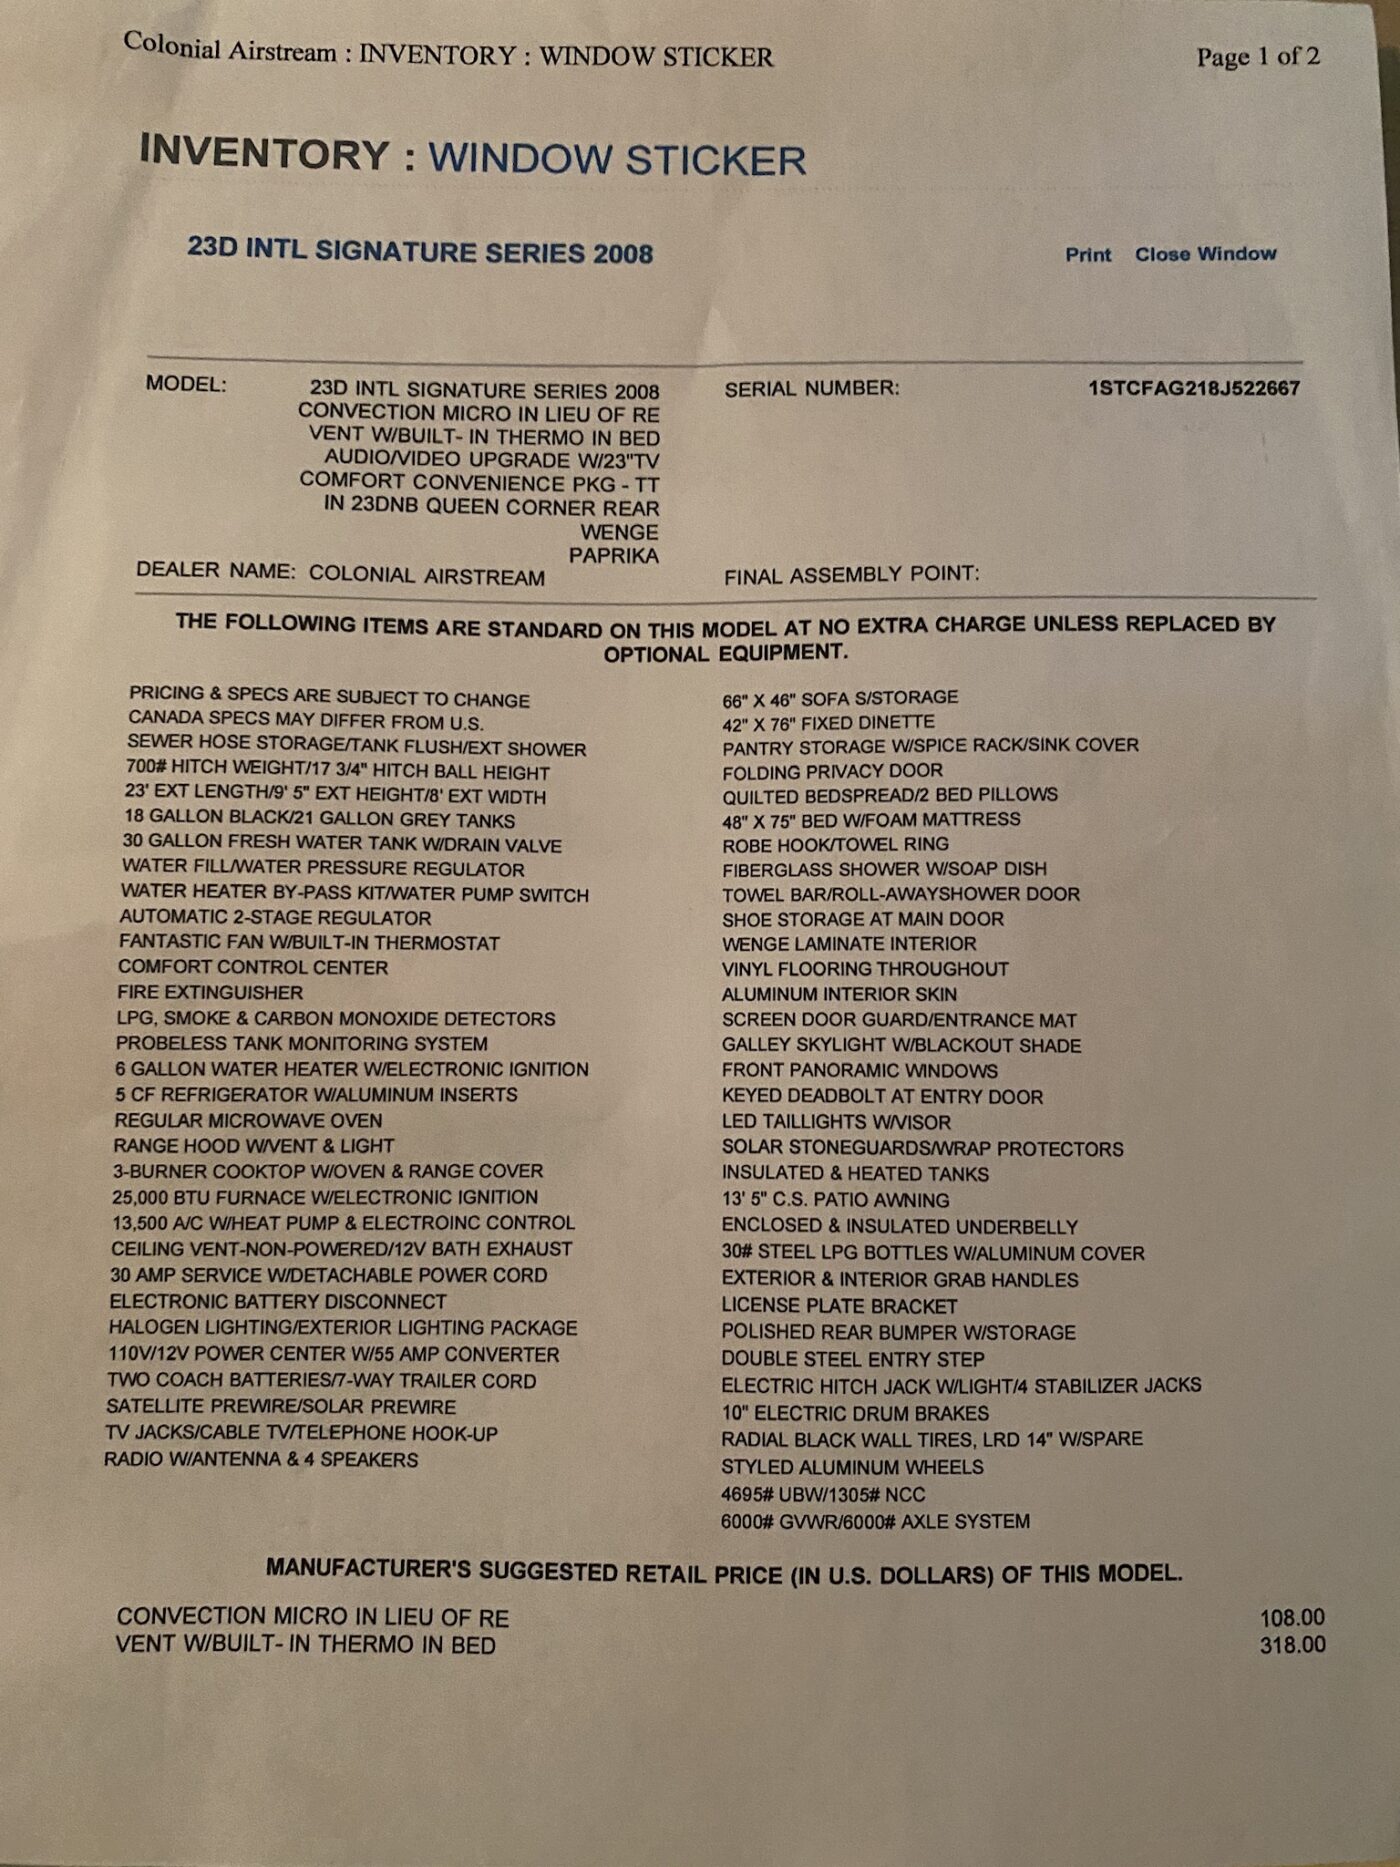 Colonial Airstream : INVENTORY : WINDOW STICKER
Page 1 of 2
INVENTORY : WINDOW STICKER
23D INTL SIGNATURE SERIES 2008
Print Close Window
MODEL: 23D INTL SIGNATURE SERIES 2008
CONVECTION MICRO IN LIEU OF RE
VENT W/BUILT- IN THERMO IN BED
AUDIO/VIDEO UPGRADE W/23"TV
COMFORT CONVENIENCE PKG - TT
IN 23DNB QUEEN CORNER REAR
WENGE
PAPRIKA
SERIAL NUMBER: 1STCFAG218J522667
DEALER NAME: COLONIAL AIRSTREAM
FINAL ASSEMBLY POINT:
THE FOLLOWING ITEMS ARE STANDARD ON THIS MODEL AT NO EXTRA CHARGE UNLESS REPLACED BY
OPTIONAL EQUIPMENT.
PRICING & SPECS ARE SUBJECT TO CHANGE
CANADA SPECS MAY DIFFER FROM U.S.
SEWER HOSE STORAGE/TANK FLUSH/EXT SHOWER
700# HITCH WEIGHT/17 3/4" HITCH BALL HEIGHT
23' EXT LENGTH/9' 5" EXT HEIGHT/8' EXT WIDTH
18 GALLON BLACK/21 GALLON GREY TANKS
30 GALLON FRESH WATER TANK W/DRAIN VALVE
WATER FILL/WATER PRESSURE REGULATOR
WATER HEATER BY-PASS KIT/WATER PUMP SWITCH
AUTOMATIC 2-STAGE REGULATOR
FANTASTIC FAN W/BUILT-IN THERMOSTAT
COMFORT CONTROL CENTER
FIRE EXTINGUISHER
LPG, SMOKE & CARBON MONOXIDE DETECTORS
PROBELESS TANK MONITORING SYSTEM
6 GALLON WATER HEATER W/ELECTRONIC IGNITION
5 CF REFRIGERATOR W/ALUMINUM INSERTS
REGULAR MICROWAVE OVEN
RANGE HOOD W/VENT & LIGHT
3-BURNER COOKTOP W/OVEN & RANGE COVER
25,000 BTU FURNACE W/ELECTRONIC IGNITION
13,500 A/C W/HEAT PUMP & ELECTROINC CONTROL
CEILING VENT-NON-POWERED/12V BATH EXHAUST
30 AMP SERVICE W/DETACHABLE POWER CORD
ELECTRONIC BATTERY DISCONNECT
HALOGEN LIGHTING/EXTERIOR LIGHTING PACKAGE
110V/12V POWER CENTER W/55 AMP CONVERTER
TWO COACH BATTERIES/7-WAY TRAILER CORD
SATELLITE PREWIRE/SOLAR PREWIRE
TV JACKS/CABLE TV/TELEPHONE HOOK-UP
RADIO W/ANTENNA & 4 SPEAKERS
66" X 46" SOFA S/STORAGE
42" X 76" FIXED DINETTE
PANTRY STORAGE W/SPICE RACK/SINK COVER
FOLDING PRIVACY DOOR
QUILTED BEDSPREAD/2 BED PILLOWS
48" X 75" BED W/FOAM MATTRESS
ROBE HOOK/TOWEL RING
FIBERGLASS SHOWER W/SOAP DISH
TOWEL BAR/ROLL-AWAYSHOWER DOOR
SHOE STORAGE AT MAIN DOOR
WENGE LAMINATE INTERIOR
VINYL FLOORING THROUGHOUT
ALUMINUM INTERIOR SKIN
SCREEN DOOR GUARD/ENTRANCE MAT
GALLEY SKYLIGHT W/BLACKOUT SHADE
FRONT PANORAMIC WINDOWS
KEYED DEADBOLT AT ENTRY DOOR
LED TAILLIGHTS W/VISOR
SOLAR STONEGUARDS/WRAP PROTECTORS
INSULATED & HEATED TANKS
13' 5" C.S. PATIO AWNING
ENCLOSED & INSULATED UNDERBELLY
30# STEEL LPG BOTTLES W/ALUMINUM COVER
EXTERIOR & INTERIOR GRAB HANDLES
LICENSE PLATE BRACKET
POLISHED REAR BUMPER W/STORAGE
DOUBLE STEEL ENTRY STEP
ELECTRIC HITCH JACK W/LIGHT/4 STABILIZER JACKS
10" ELECTRIC DRUM BRAKES
RADIAL BLACK WALL TIRES, LRD 14" W/SPARE
STYLED ALUMINUM WHEELS
4695# UBW/1305# NCC
6000# GVWR/6000# AXLE SYSTEM
MANUFACTURER'S SUGGESTED RETAIL PRICE (IN U.S. DOLLARS) OF THIS MODEL.
CONVECTION MICRO IN LIEU OF RE 108.00
VENT W/BUILT- IN THERMO IN BED 318.00